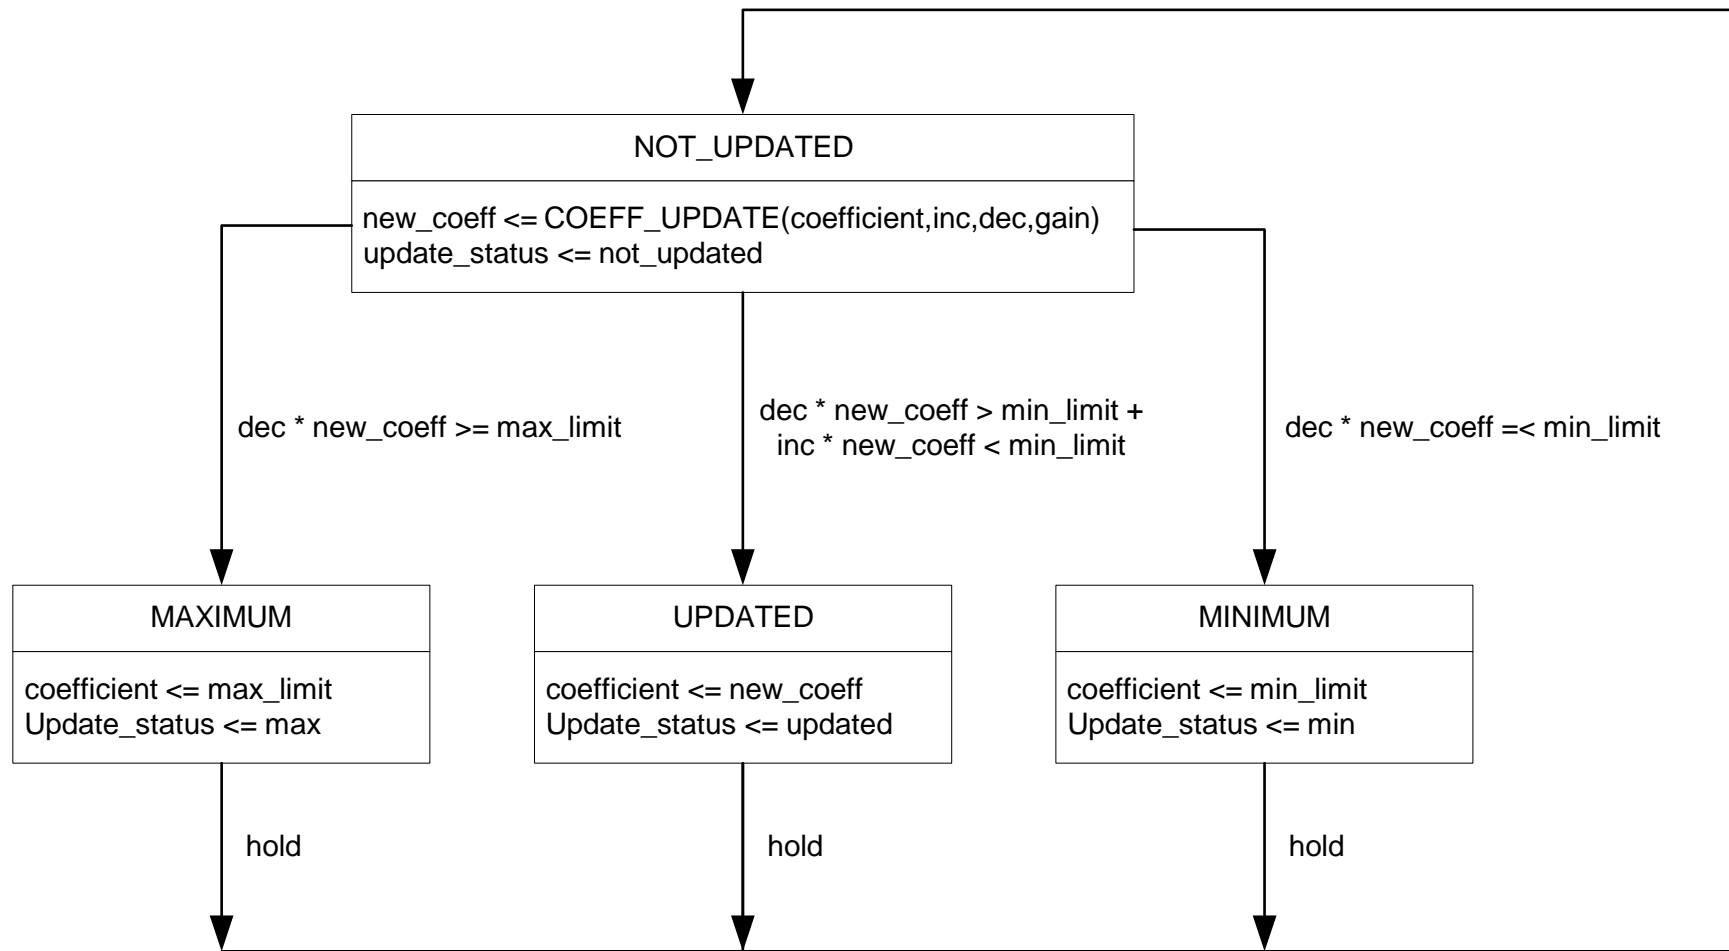 NOT_UPDATED
new_coeff <= COEFF_UPDATE(coefficient,inc,dec,gain)
update_status <= not_updated
dec * new_coeff >= max_limit
dec * new_coeff > min_limit +
inc * new_coeff < min_limit
dec * new_coeff =< min_limit
MAXIMUM
coefficient <= max_limit
Update_status <= max
UPDATED
coefficient <= new_coeff
Update_status <= updated
MINIMUM
coefficient <= min_limit
Update_status <= min
hold
hold
hold